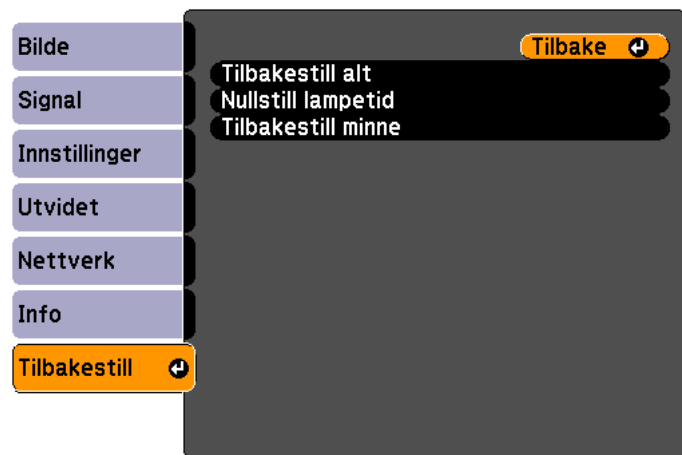 Bilde
Signal
Innstillinger
Utvidet
Nettverk
Info
Tilbakestill
Tilbake
Tilbakestill alt
Nullstill lampetid
Tilbakestill minne